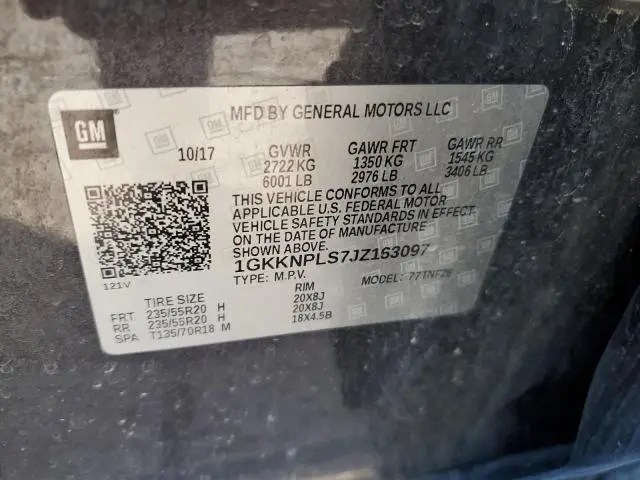 GM
MFD BY GENERAL MOTORS LLC
10/17 GVWR GAWR FRT GAWR RR
2722 KG 1350 KG 1545 KG
6001 LB 2976 LB 3406 LB
THIS VEHICLE CONFORMS TO ALL
APPLICABLE U.S. FEDERAL MOTOR
VEHICLE SAFETY STANDARDS IN EFFECT
ON THE DATE OF MANUFACTURE
SHOWN ABOVE.
1GKKNPLS7JZ163097
TYPE: M.P.V. MODEL: 77TNF26
121V
TIRE SIZE RIM
FRT 235/55R20 H 20X8J
RR 235/55R20 H 20X8J
SPA T135/70R18 M 18X4.5B